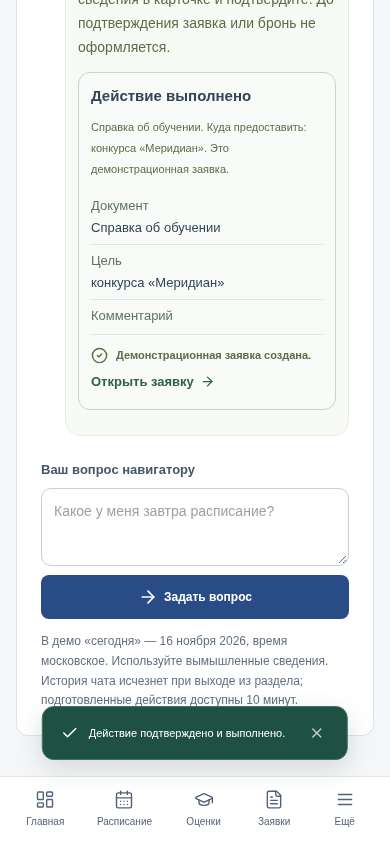 сведения в карточке и подтвердите. До
подтверждения заявка или бронь не
оформляется.
Действие выполнено
Справка об обучении. Куда предоставить:
конкурса «Меридиан». Это
демонстрационная заявка.
Документ
Справка об обучении
Цель
конкурса «Меридиан»
Комментарий
Демонстрационная заявка создана.
Открыть заявку
Ваш вопрос навигатору
Какое у меня завтра расписание?
Задать вопрос
В демо «сегодня» — 16 ноября 2026, время
московское. Используйте вымышленные сведения.
История чата исчезнет при выходе из раздела;
подготовленные действия доступны 10 минут.
Действие подтверждено и выполнено.
Главная
Расписание
Оценки
Заявки
Ещё